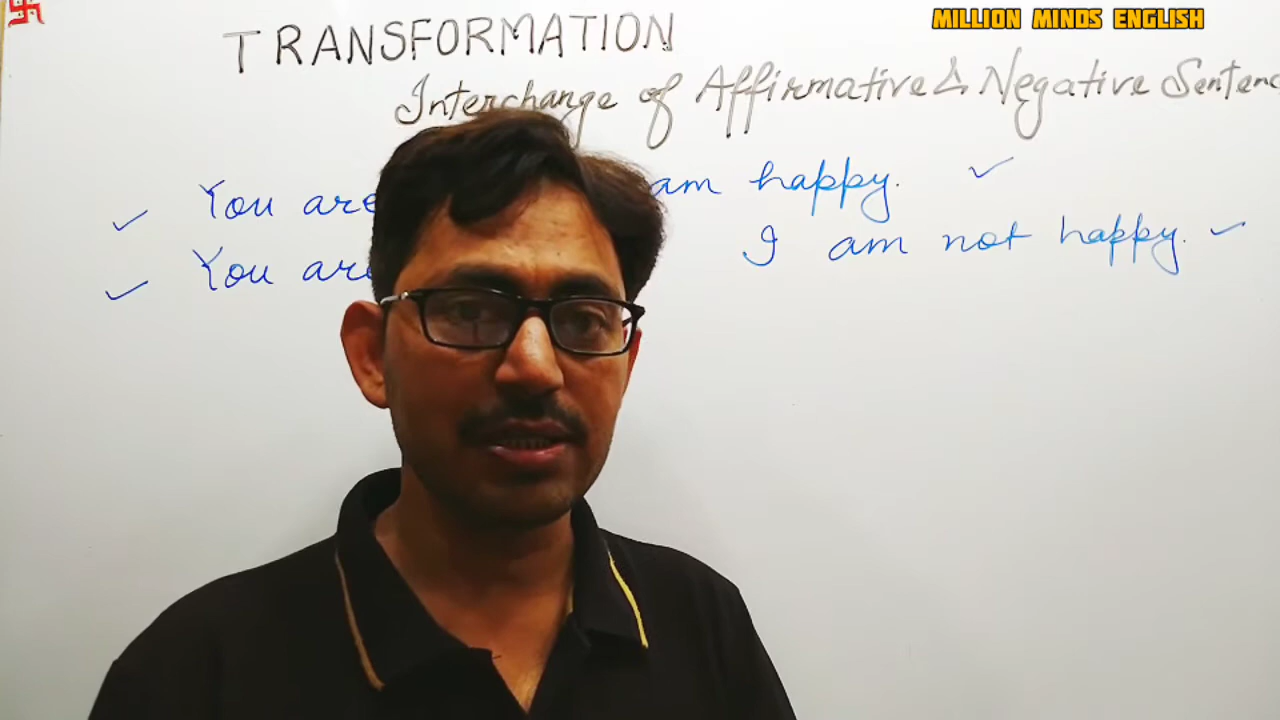 MILLION MINDS ENGLISH
TRANSFORMATION
Interchange of Affirmative & Negative Sentenc
You are am happy.
You are I am not happy.